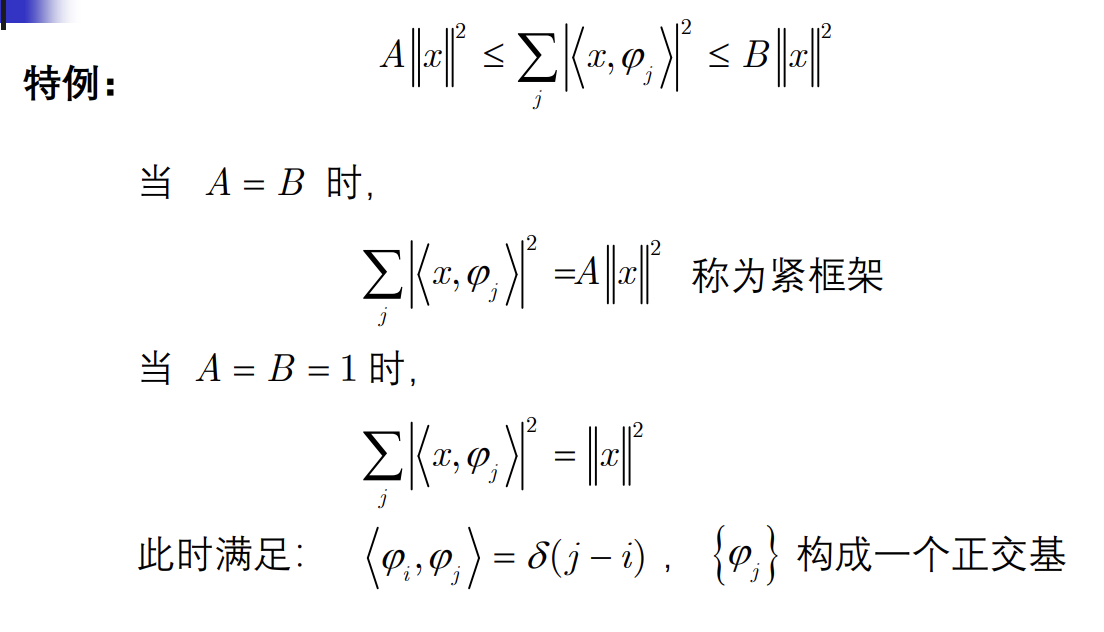 A‖x‖² ≤ ∑_j |⟨x, φ_j⟩|² ≤ B‖x‖²
特例：
当 A = B 时,
∑_j |⟨x, φ_j⟩|² =A‖x‖² 称为紧框架
当 A = B = 1 时,
∑_j |⟨x, φ_j⟩|² = ‖x‖²
此时满足： ⟨φ_i, φ_j⟩ = δ(j − i) , {φ_j} 构成一个正交基